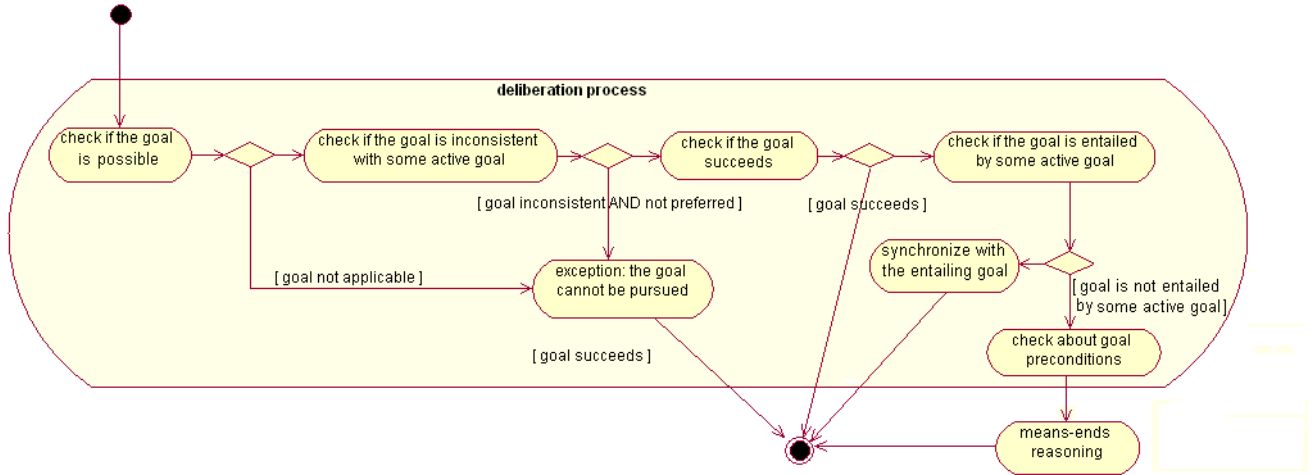 deliberation process
check if the goal
is possible
check if the goal is inconsistent
with some active goal
check if the goal
succeeds
check if the goal is entailed
by some active goal
[ goal inconsistent AND not preferred ]
[ goal succeeds ]
synchronize with
the entailing goal
[ goal not applicable ]
exception: the goal
cannot be pursued
[ goal is not entailed
by some active goal]
check about goal
preconditions
[ goal succeeds ]
means-ends
reasoning